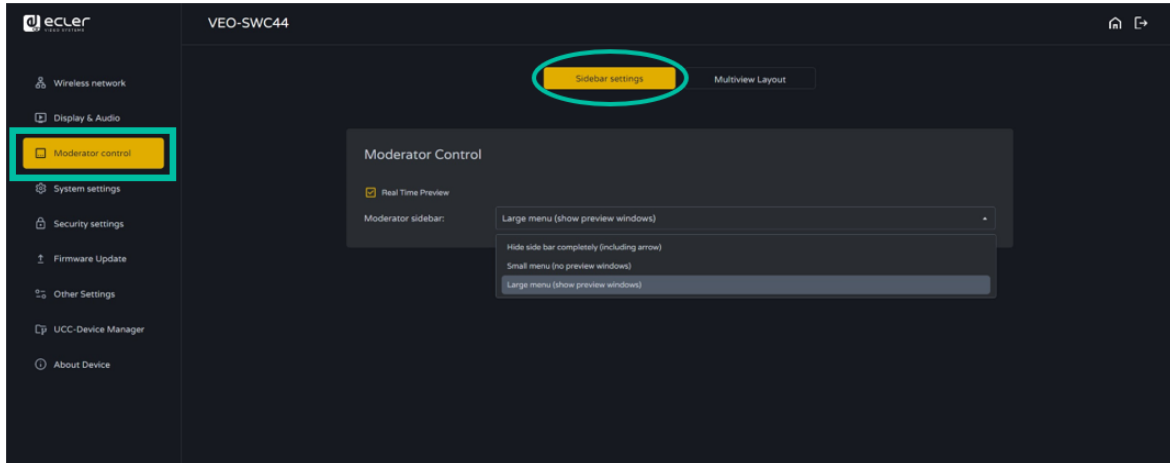 ecler
VIDEO SYSTEMS
VEO-SWC44
Wireless network
Display & Audio
Moderator control
System settings
Security settings
Firmware Update
Other Settings
UCC-Device Manager
About Device
Sidebar settings
Multiview Layout
Moderator Control
Real Time Preview
Moderator sidebar:
Large menu (show preview windows)
Hide side bar completely (including arrow)
Small menu (no preview windows)
Large menu (show preview windows)